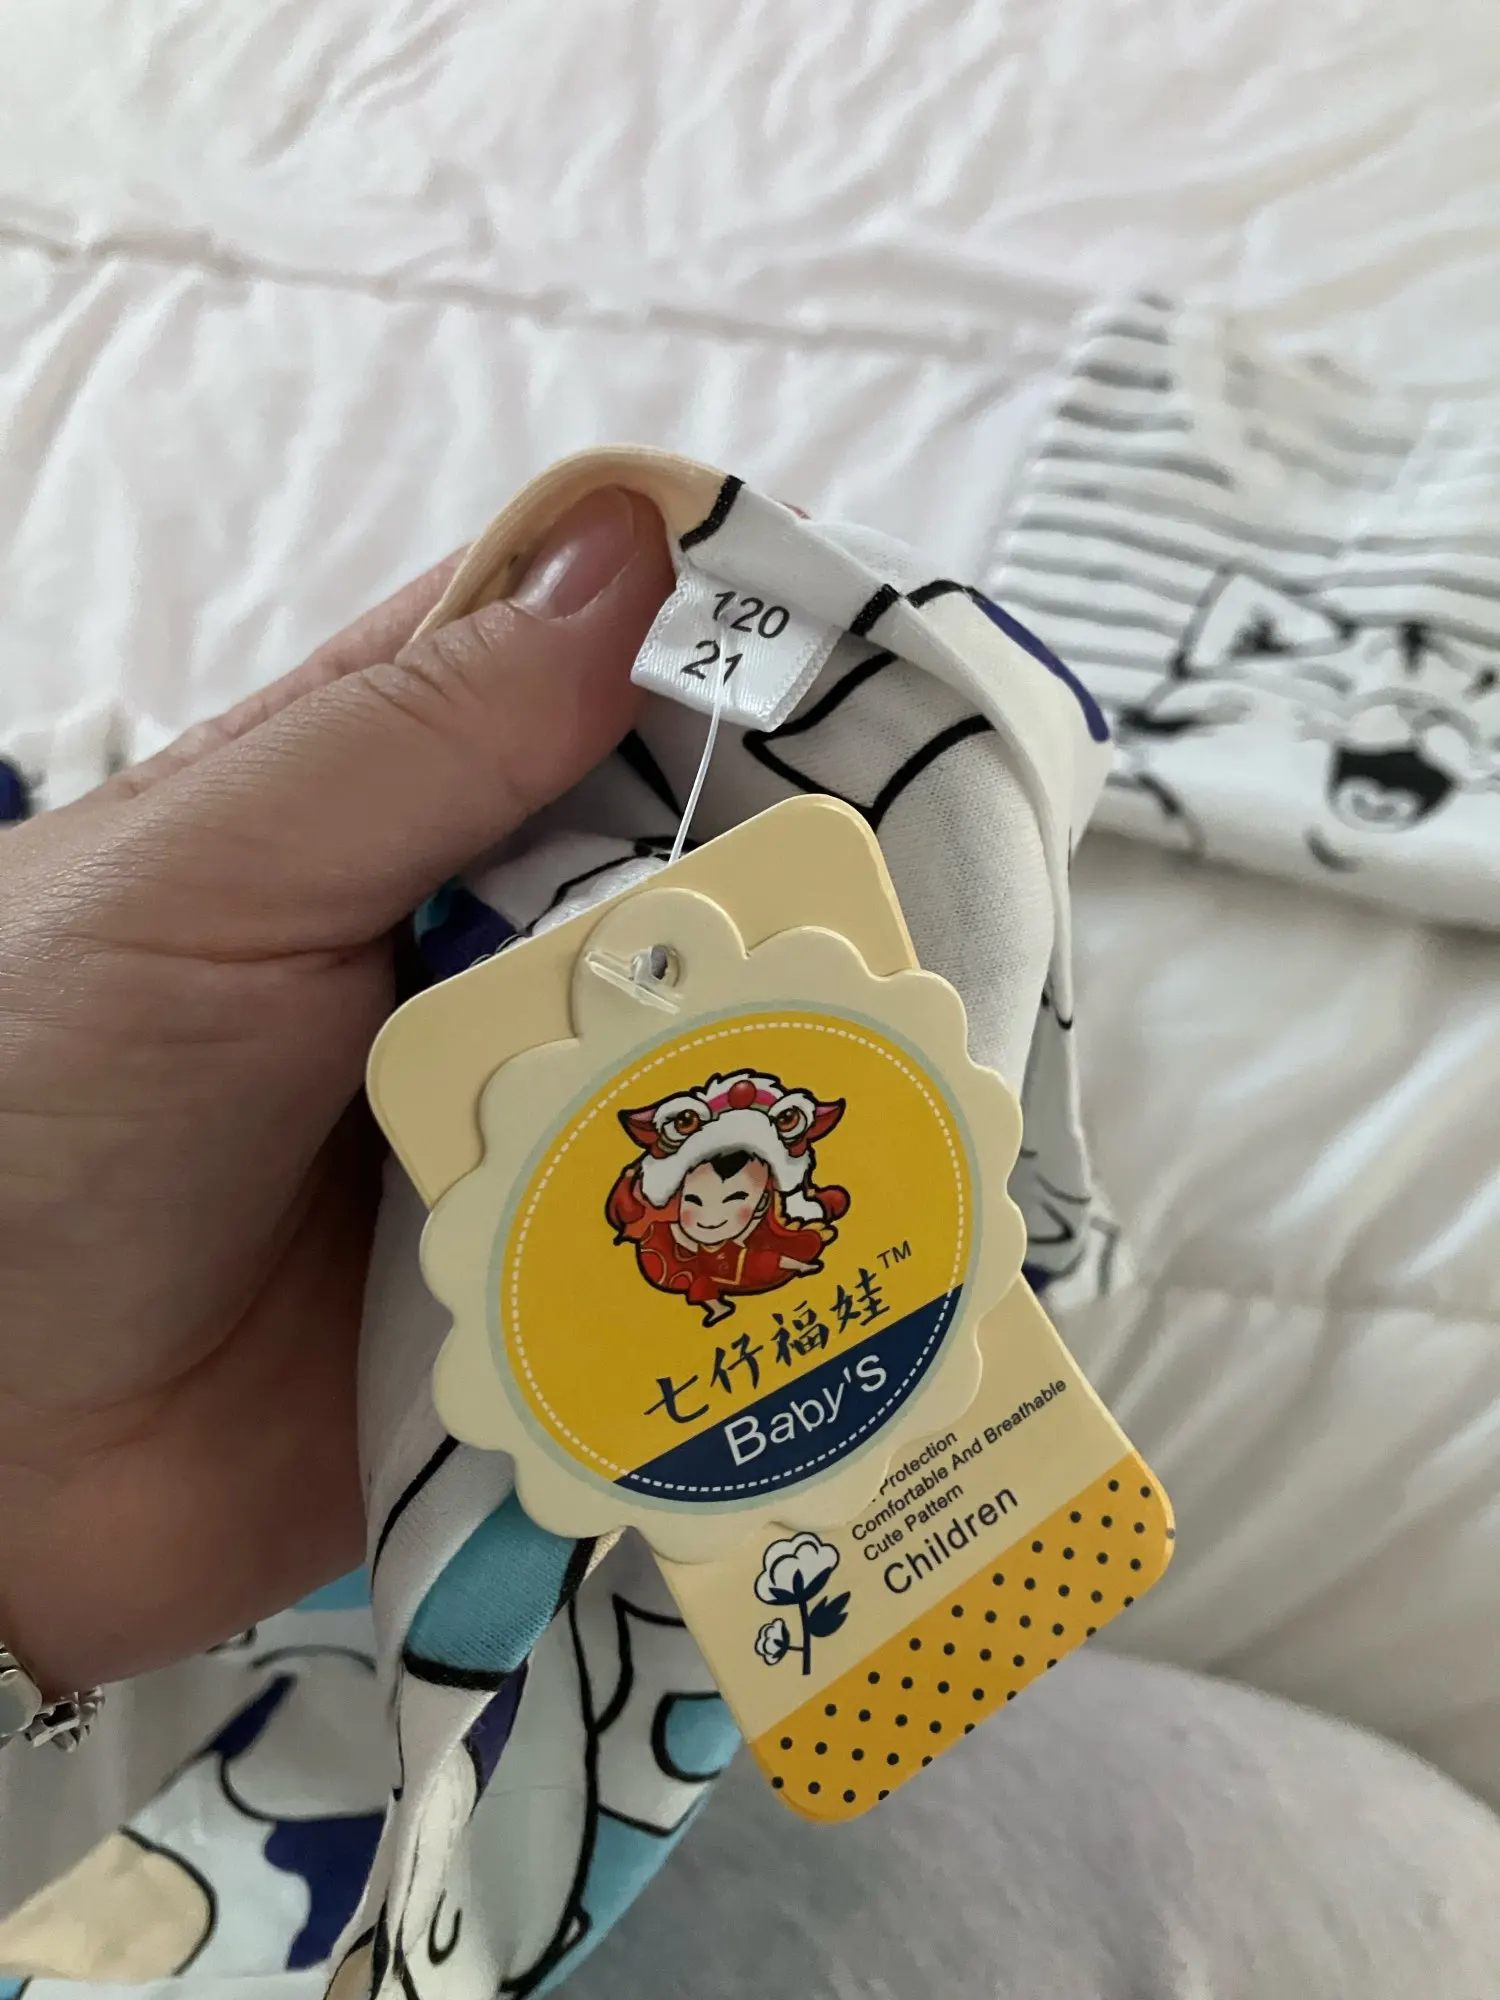 120
21
七仔福娃™
Baby's
Protection
Comfortable And Breathable
Cute Pattern
Children